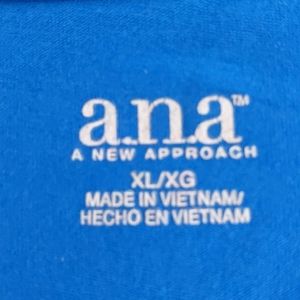 a.n.a™
A NEW APPROACH
XL/XG
MADE IN VIETNAM/
HECHO EN VIETNAM